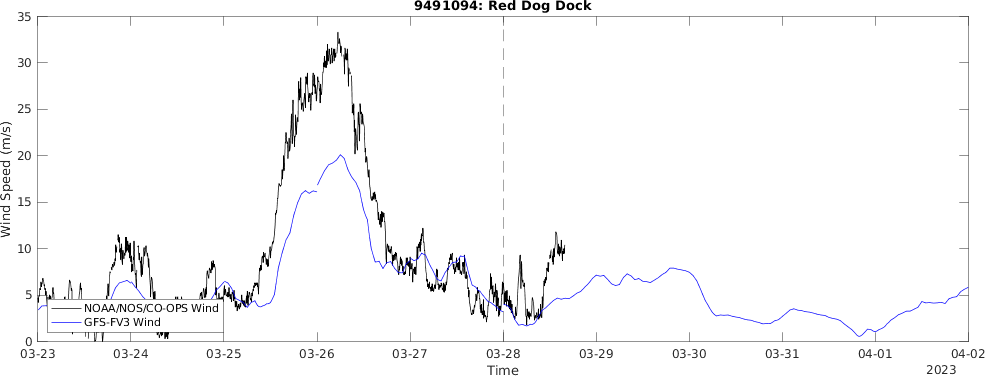 9491094: Red Dog Dock
35
30
25
20
15
10
5
0
Wind Speed (m/s)
NOAA/NOS/CO-OPS Wind
GFS-FV3 Wind
03-23 03-24 03-25 03-26 03-27 03-28 03-29 03-30 03-31 04-01 04-02
Time
2023